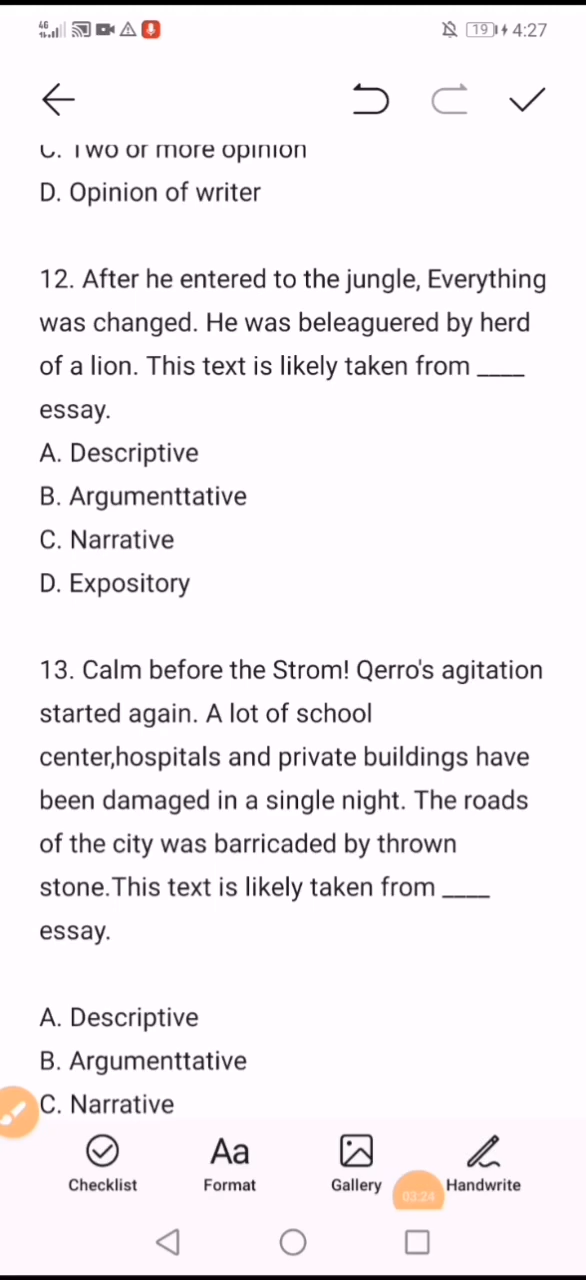 4G
19 4:27
C. Two or more opinion
D. Opinion of writer
12. After he entered to the jungle, Everything
was changed. He was beleaguered by herd
of a lion. This text is likely taken from ____
essay.
A. Descriptive
B. Argumenttative
C. Narrative
D. Expository
13. Calm before the Strom! Qerro's agitation
started again. A lot of school
center,hospitals and private buildings have
been damaged in a single night. The roads
of the city was barricaded by thrown
stone.This text is likely taken from ____
essay.
A. Descriptive
B. Argumenttative
C. Narrative
Checklist
Aa
Format
Gallery
Handwrite
03:24